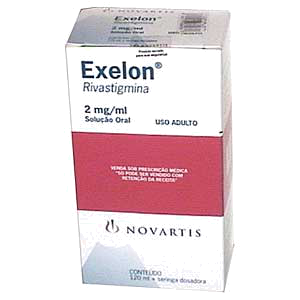 Exelon®
Rivastigmina
2 mg/ml
Solução Oral
USO ADULTO
VENDA SOB PRESCRIÇÃO MÉDICA
"SÓ PODE SER VENDIDO COM
RETENÇÃO DA RECEITA"
NOVARTIS
CONTEÚDO
120 ml + seringa dosadora